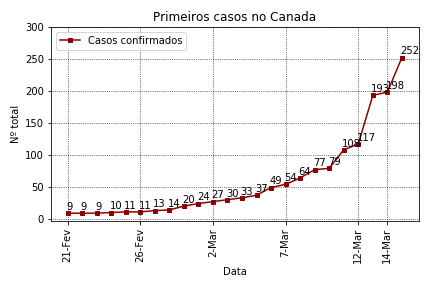 Primeiros casos no Canada
Casos confirmados
Nº total
300
250
200
150
100
50
0
9 9 9 10 11 11 13 14 20 24 27 30 33 37 49 54 64 77 79 108 117 193 198 252
21-Fev 26-Fev 2-Mar 7-Mar 12-Mar 14-Mar
Data